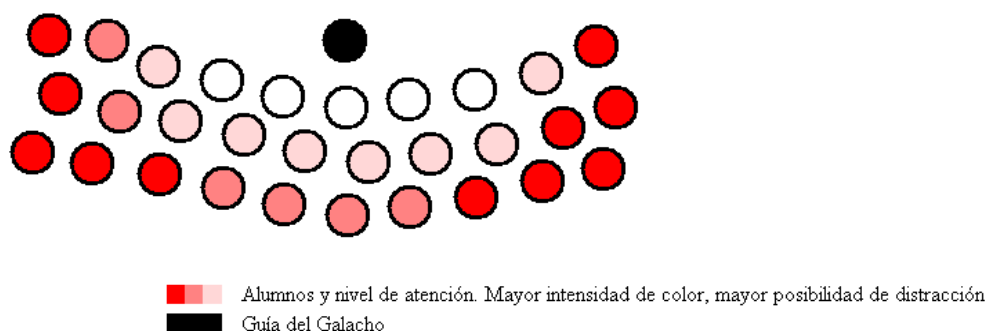 Alumnos y nivel de atención. Mayor intensidad de color, mayor posibilidad de distracción
Guía del Galacho